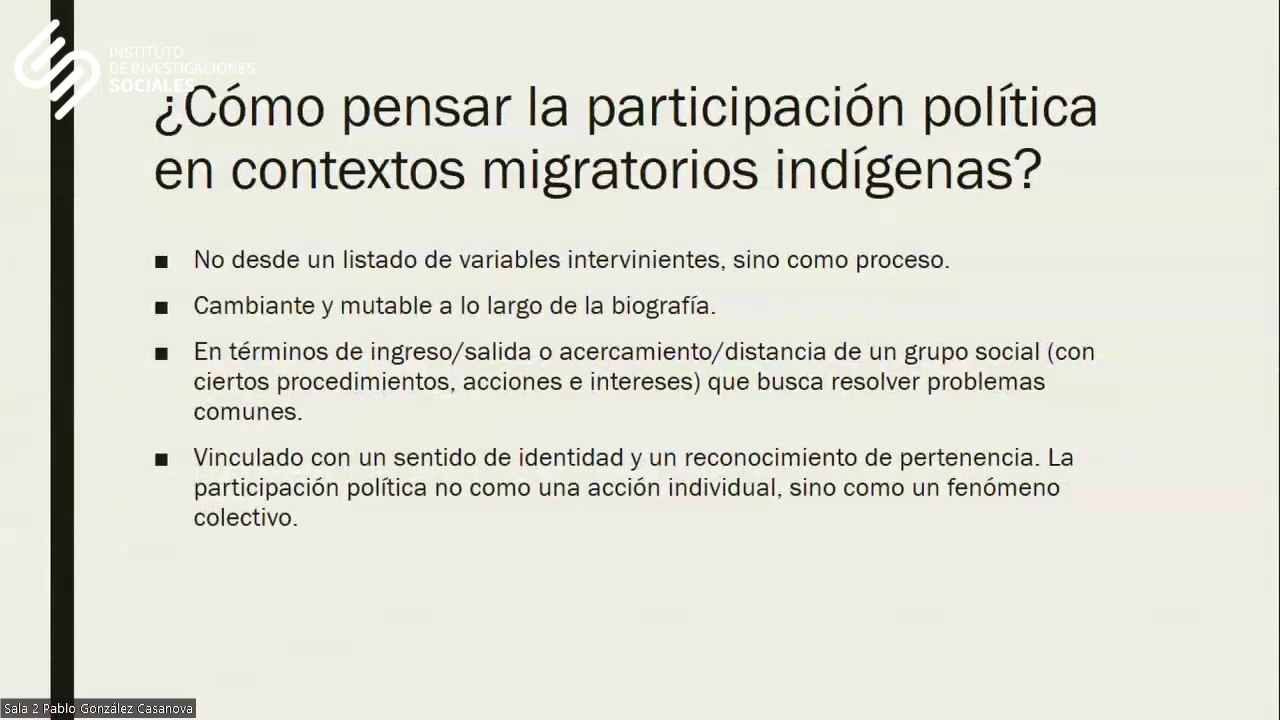 INSTITUTO
DE INVESTIGACIONES
SOCIALES
¿Cómo pensar la participación política
en contextos migratorios indígenas?
■ No desde un listado de variables intervinientes, sino como proceso.
■ Cambiante y mutable a lo largo de la biografía.
■ En términos de ingreso/salida o acercamiento/distancia de un grupo social (con
ciertos procedimientos, acciones e intereses) que busca resolver problemas
comunes.
■ Vinculado con un sentido de identidad y un reconocimiento de pertenencia. La
participación política no como una acción individual, sino como un fenómeno
colectivo.
Sala 2 Pablo González Casanova